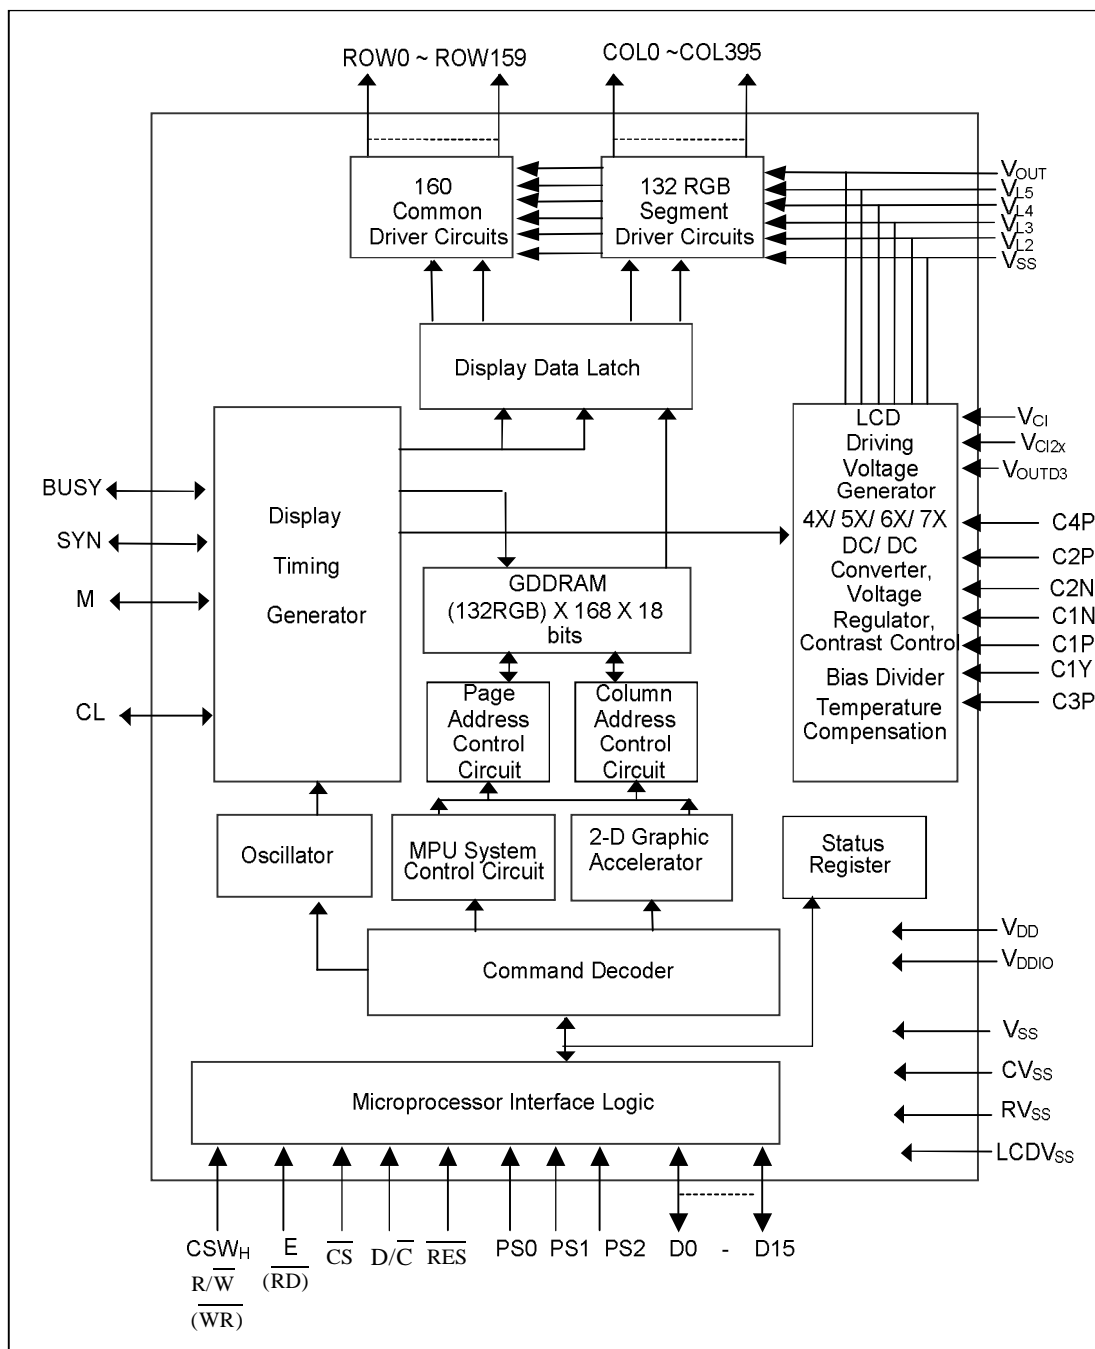 ROW0 ~ ROW159
COL0 ~COL395
160
Common
Driver Circuits
132 RGB
Segment
Driver Circuits
VOUT
VL5
VL4
VL3
VL2
VSS
Display Data Latch
BUSY
SYN
M
CL
Display
Timing
Generator
LCD
Driving
Voltage
Generator
4X/ 5X/ 6X/ 7X
DC/ DC
Converter,
Voltage
Regulator,
Contrast Control
Bias Divider
Temperature
Compensation
VCI
VCI2x
VOUTD3
C4P
C2P
C2N
C1N
C1P
C1Y
C3P
GDDRAM
(132RGB) X 168 X 18
bits
Page
Address
Control
Circuit
Column
Address
Control
Circuit
Oscillator
MPU System
Control Circuit
2-D Graphic
Accelerator
Status
Register
Command Decoder
VDD
VDDIO
VSS
CVSS
RVSS
LCDVSS
Microprocessor Interface Logic
CSWH
R/W̅
(W̅R̅)
E
(R̅D̅)
C̅S̅
D/C̅
R̅E̅S̅
PS0
PS1
PS2
D0 - D15